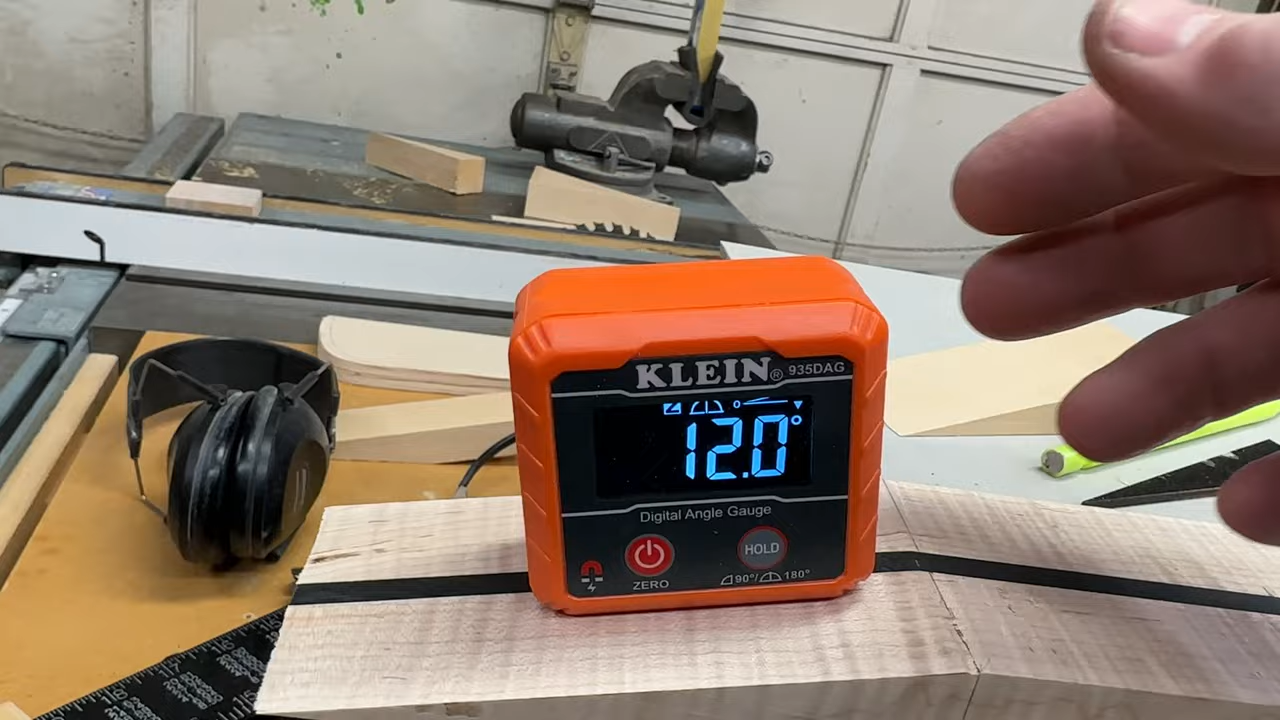 KLEIN® 935DAG
12.0°
Digital Angle Gauge
HOLD
ZERO
90°/ 180°